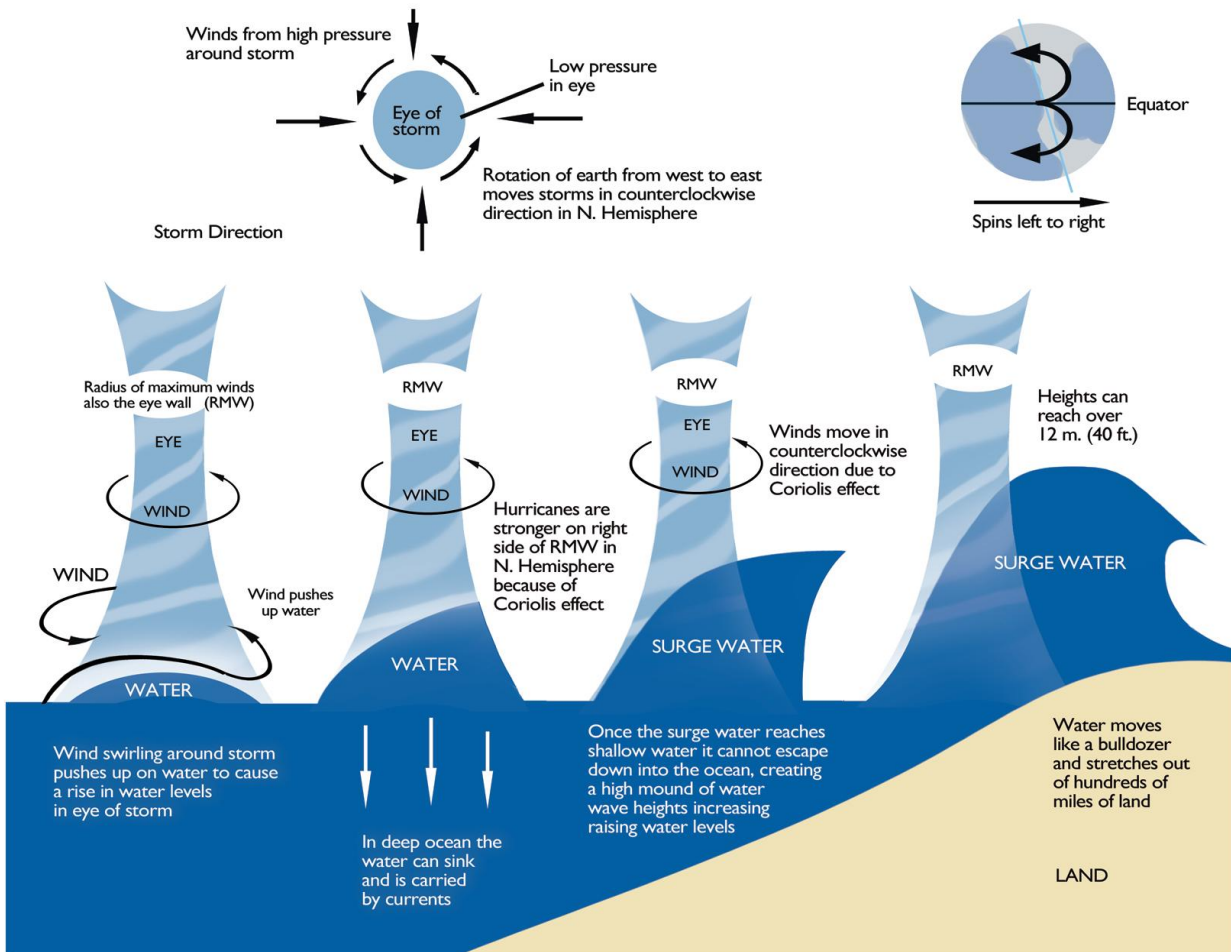 Winds from high pressure
around storm
Low pressure
in eye
Eye of
storm
Rotation of earth from west to east
moves storms in counterclockwise
direction in N. Hemisphere
Storm Direction
Equator
Spins left to right
Radius of maximum winds
also the eye wall (RMW)
EYE
WIND
WIND
Wind pushes
up water
WATER
Wind swirling around storm
pushes up on water to cause
a rise in water levels
in eye of storm
RMW
EYE
WIND
Hurricanes are
stronger on right
side of RMW in
N. Hemisphere
because of
Coriolis effect
WATER
In deep ocean the
water can sink
and is carried
by currents
RMW
EYE
WIND
Winds move in
counterclockwise
direction due to
Coriolis effect
SURGE WATER
Once the surge water reaches
shallow water it cannot escape
down into the ocean, creating
a high mound of water
wave heights increasing
raising water levels
RMW
Heights can
reach over
12 m. (40 ft.)
SURGE WATER
Water moves
like a bulldozer
and stretches out
of hundreds of
miles of land
LAND